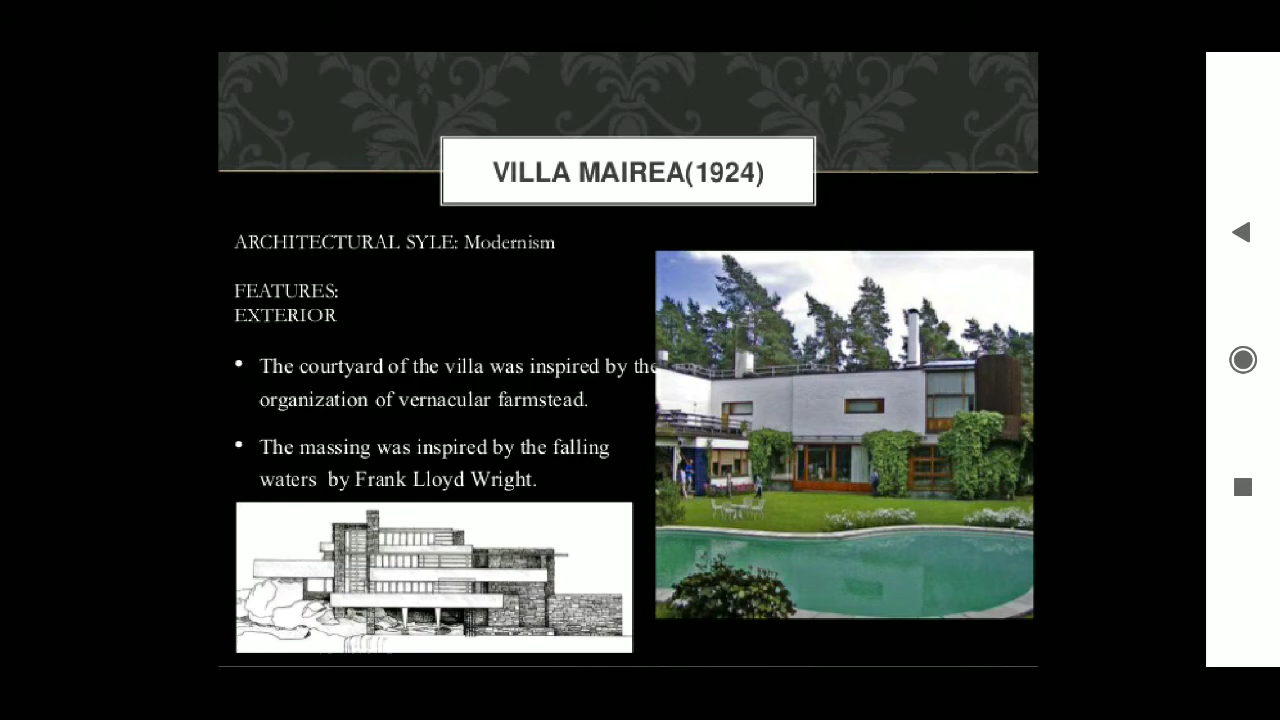 VILLA MAIREA(1924)
ARCHITECTURAL SYLE: Modernism
FEATURES:
EXTERIOR
• The courtyard of the villa was inspired by the
organization of vernacular farmstead.
• The massing was inspired by the falling
waters by Frank Lloyd Wright.